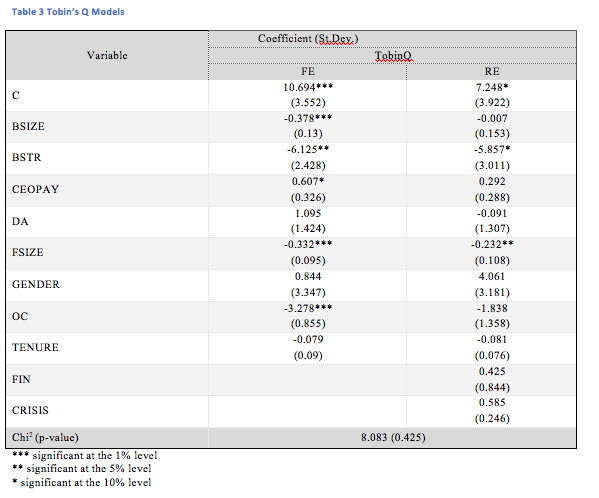 Table 3 Tobin's Q Models
Coefficient (St.Dev.)
Variable TobinQ
FE RE
C 10.694*** 7.248*
(3.552) (3.922)
BSIZE -0.378*** -0.007
(0.13) (0.153)
BSTR -6.125** -5.857*
(2.428) (3.011)
CEOPAY 0.607* 0.292
(0.326) (0.288)
DA 1.095 -0.091
(1.424) (1.307)
FSIZE -0.332*** -0.232**
(0.095) (0.108)
GENDER 0.844 4.061
(3.347) (3.181)
OC -3.278*** -1.838
(0.855) (1.358)
TENURE -0.079 -0.081
(0.09) (0.076)
FIN 0.425
(0.844)
CRISIS 0.585
(0.246)
Chi² (p-value) 8.083 (0.425)
*** significant at the 1% level
** significant at the 5% level
* significant at the 10% level